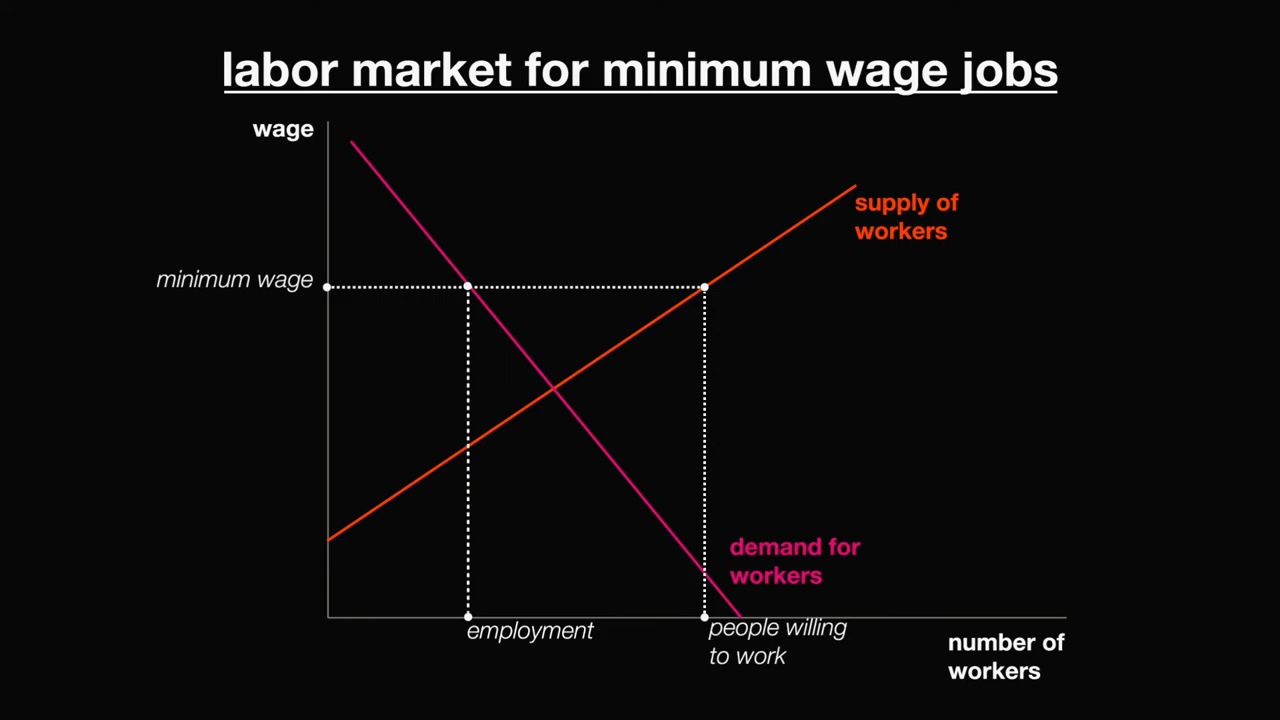 labor market for minimum wage jobs
wage
supply of
workers
minimum wage
demand for
workers
employment
people willing
to work
number of
workers